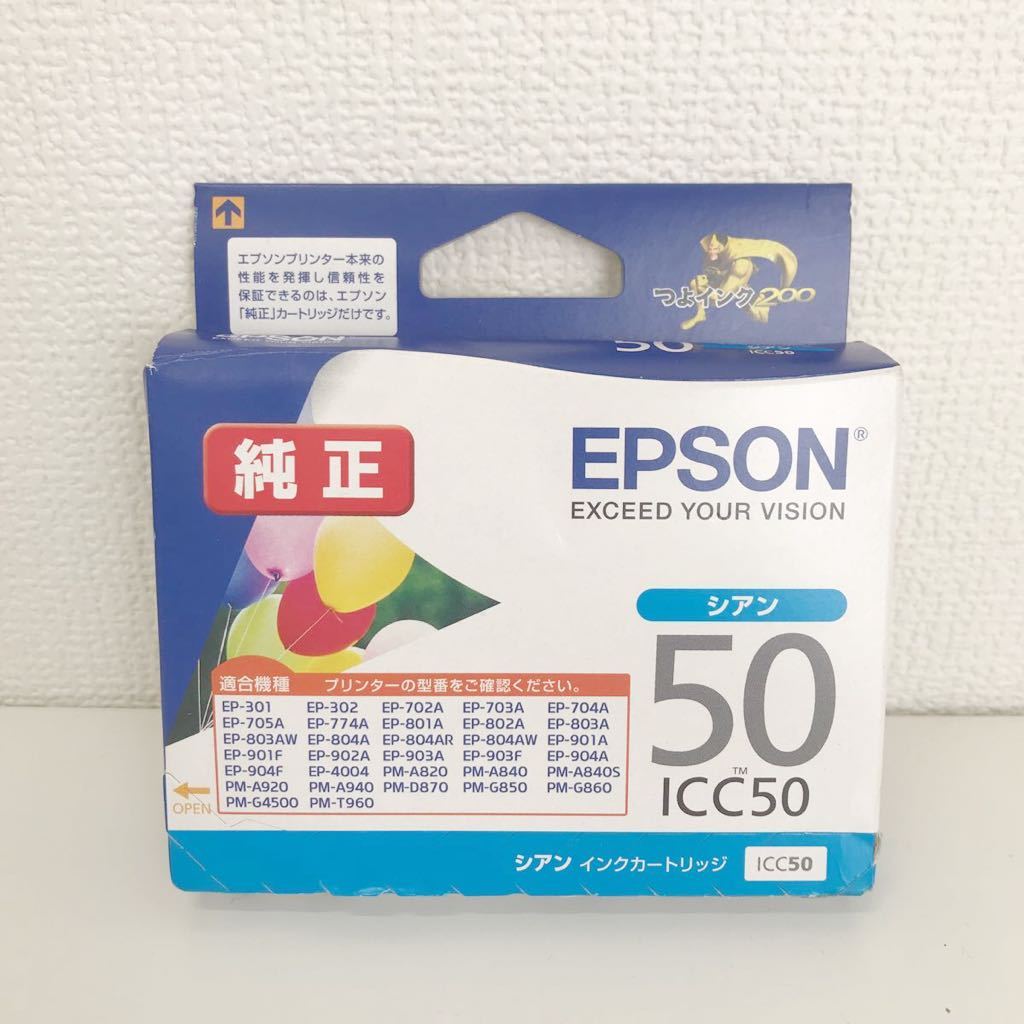 エプソンプリンター本来の
性能を発揮し信頼性を
保証できるのは、エプソン
「純正」カートリッジだけです。
つよインク200
EPSON
50 シアン
ICC50
純正
EPSON®
EXCEED YOUR VISION
シアン
50
ICC™50
適合機種 プリンターの型番をご確認ください。
EP-301 EP-302 EP-702A EP-703A EP-704A
EP-705A EP-774A EP-801A EP-802A EP-803A
EP-803AW EP-804A EP-804AR EP-804AW EP-901A
EP-901F EP-902A EP-903A EP-903F EP-904A
EP-904F EP-4004 PM-A820 PM-A840 PM-A840S
PM-A920 PM-A940 PM-D870 PM-G850 PM-G860
PM-G4500 PM-T960
OPEN
シアン インクカートリッジ ICC50